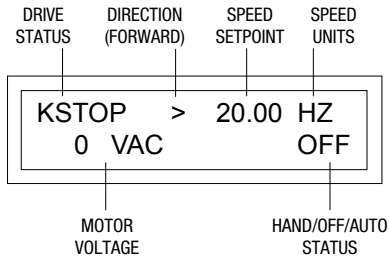 DRIVE STATUS DIRECTION (FORWARD) SPEED SETPOINT SPEED UNITS
KSTOP > 20.00 HZ
0 VAC OFF
MOTOR VOLTAGE HAND/OFF/AUTO STATUS